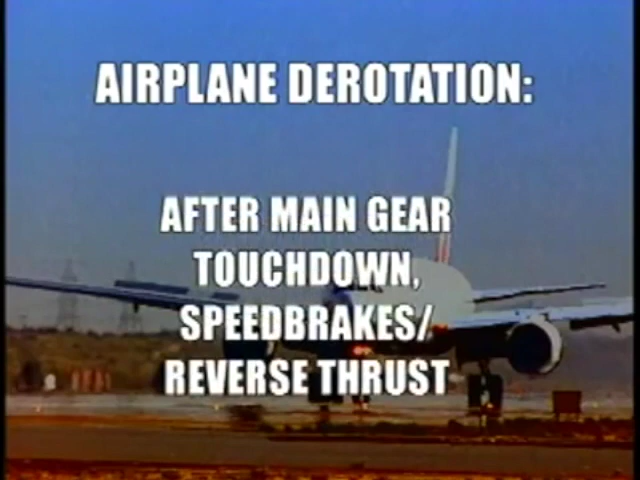 AIRPLANE DEROTATION:
AFTER MAIN GEAR
TOUCHDOWN,
SPEEDBRAKES/
REVERSE THRUST